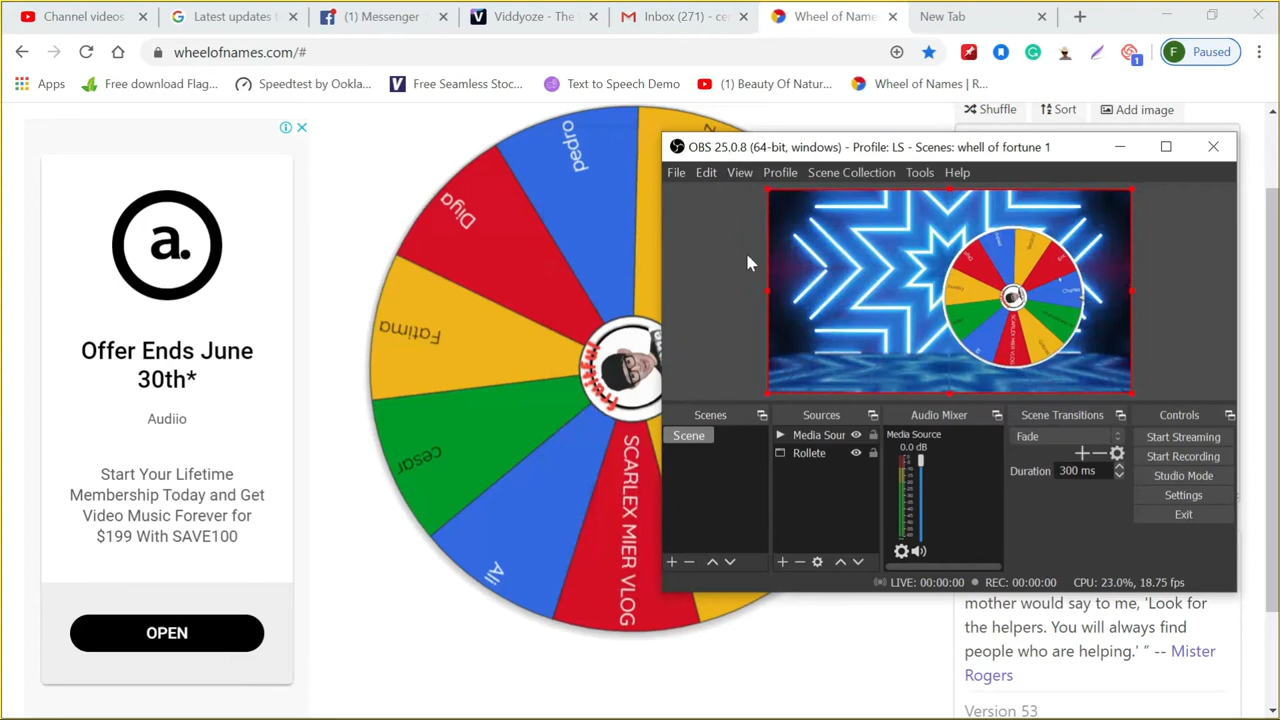 Channel videos
Latest updates t
(1) Messenger
Viddyoze - The
Inbox (271) - cer
Wheel of Name
New Tab
wheelofnames.com/#
F Paused
1
Apps
Free download Flag...
Speedtest by Ookla...
Free Seamless Stoc...
Text to Speech Demo
(1) Beauty Of Natur...
Wheel of Names | R...
Shuffle
Sort
Add image
a.
Offer Ends June
30th*
Audiio
Start Your Lifetime
Membership Today and Get
Video Music Forever for
$199 With SAVE100
OPEN
pedro
Diya
Fatima
cesar
Ali
SCARLEX MIER VLOG
OBS 25.0.8 (64-bit, windows) - Profile: LS - Scenes: whell of fortune 1
File Edit View Profile Scene Collection Tools Help
SCARLEX MIER VLOG
Scenes
Sources
Audio Mixer
Scene Transitions
Controls
Scene
Media Sour
Rollete
Media Source
0.0 dB
Fade
Duration 300 ms
Start Streaming
Start Recording
Studio Mode
Settings
Exit
LIVE: 00:00:00
REC: 00:00:00
CPU: 23.0%, 18.75 fps
mother would say to me, 'Look for
the helpers. You will always find
people who are helping.' " -- Mister
Rogers
Version 53